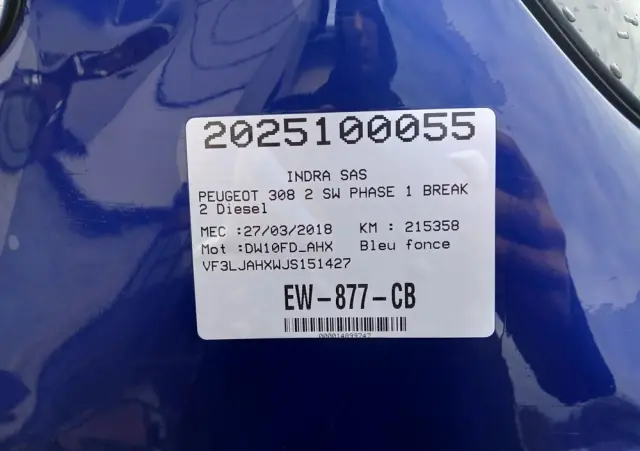 2025100055
INDRA SAS
PEUGEOT 308 2 SW PHASE 1 BREAK
2 Diesel
MEC :27/03/2018 KM : 215358
Mot :DW10FD_AHX Bleu fonce
VF3LJAHXWJS151427
EW-877-CB
000014899747